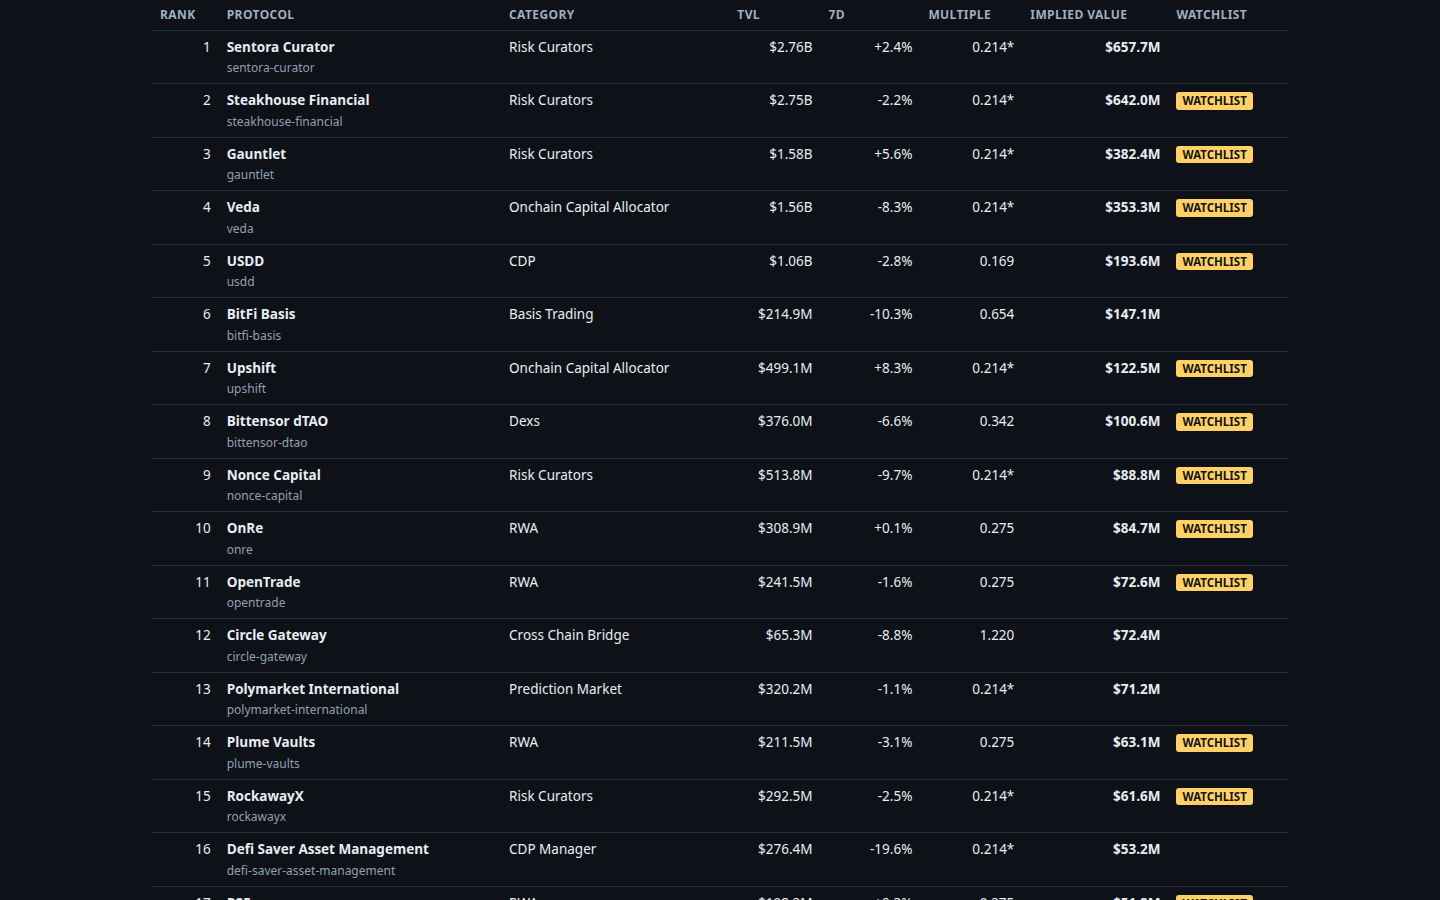 RANK PROTOCOL CATEGORY TVL 7D MULTIPLE IMPLIED VALUE WATCHLIST
1 Sentora Curator Risk Curators $2.76B +2.4% 0.214* $657.7M
sentora-curator
2 Steakhouse Financial Risk Curators $2.75B -2.2% 0.214* $642.0M WATCHLIST
steakhouse-financial
3 Gauntlet Risk Curators $1.58B +5.6% 0.214* $382.4M WATCHLIST
gauntlet
4 Veda Onchain Capital Allocator $1.56B -8.3% 0.214* $353.3M WATCHLIST
veda
5 USDD CDP $1.06B -2.8% 0.169 $193.6M WATCHLIST
usdd
6 BitFi Basis Basis Trading $214.9M -10.3% 0.654 $147.1M
bitfi-basis
7 Upshift Onchain Capital Allocator $499.1M +8.3% 0.214* $122.5M WATCHLIST
upshift
8 Bittensor dTAO Dexs $376.0M -6.6% 0.342 $100.6M WATCHLIST
bittensor-dtao
9 Nonce Capital Risk Curators $513.8M -9.7% 0.214* $88.8M WATCHLIST
nonce-capital
10 OnRe RWA $308.9M +0.1% 0.275 $84.7M WATCHLIST
onre
11 OpenTrade RWA $241.5M -1.6% 0.275 $72.6M WATCHLIST
opentrade
12 Circle Gateway Cross Chain Bridge $65.3M -8.8% 1.220 $72.4M
circle-gateway
13 Polymarket International Prediction Market $320.2M -1.1% 0.214* $71.2M
polymarket-international
14 Plume Vaults RWA $211.5M -3.1% 0.275 $63.1M WATCHLIST
plume-vaults
15 RockawayX Risk Curators $292.5M -2.5% 0.214* $61.6M WATCHLIST
rockawayx
16 Defi Saver Asset Management CDP Manager $276.4M -19.6% 0.214* $53.2M
defi-saver-asset-management